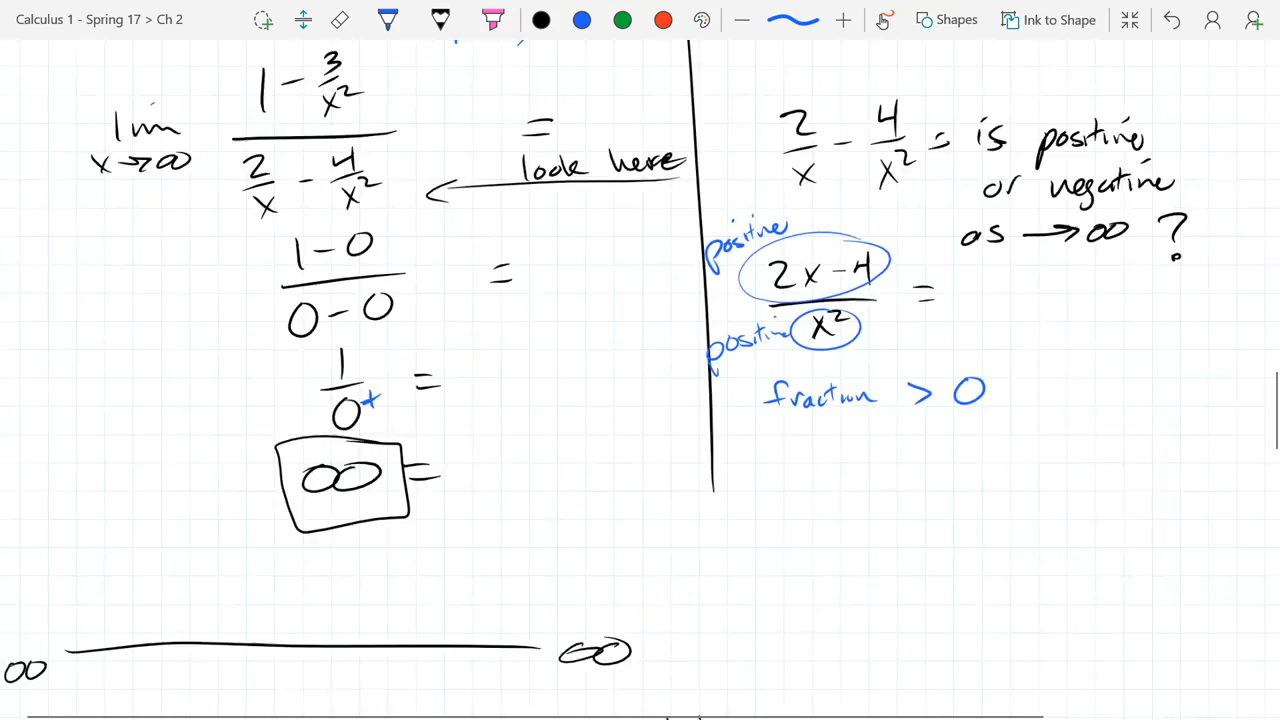 Calculus 1 - Spring 17 > Ch 2
Shapes
Ink to Shape
lim x→∞ (1 - 3/x²) / (2/x - 4/x²) =
look here
(1 - 0) / (0 - 0) =
1 / 0⁺ =
∞ =
∞ ∞
2/x - 4/x² = is positive
or negative
as → ∞ ?
positive
(2x - 4) / x² =
positive
fraction > 0